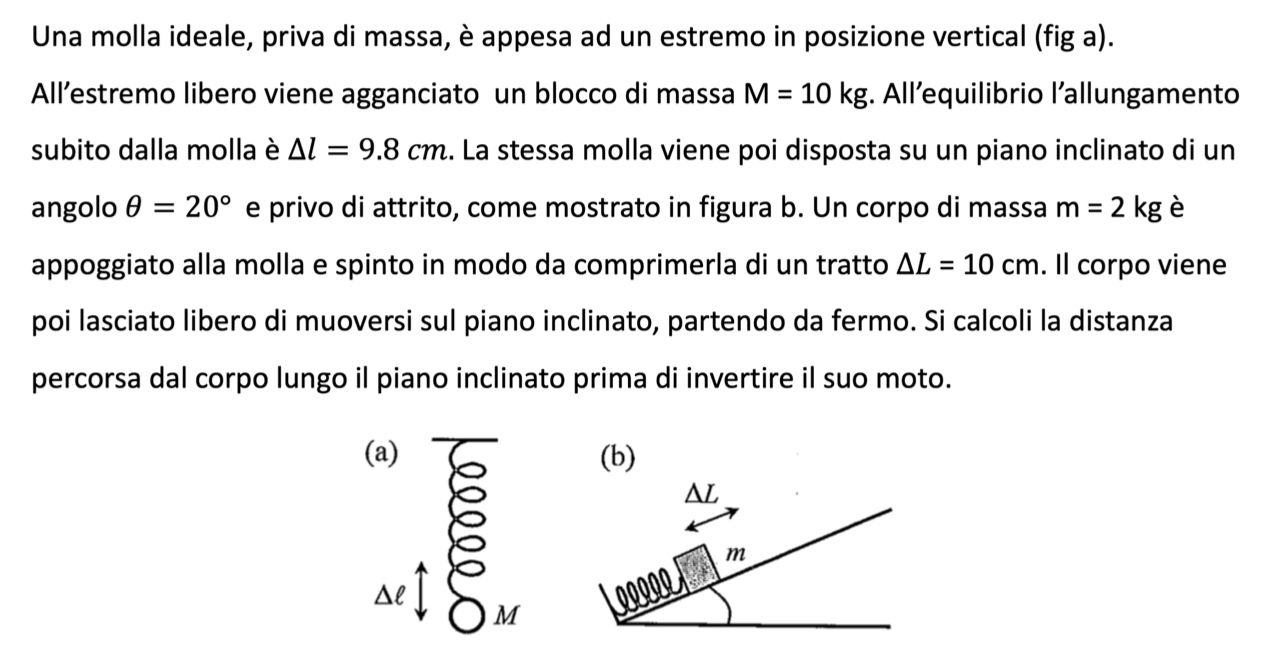 Una molla ideale, priva di massa, è appesa ad un estremo in posizione vertical (fig a).
All’estremo libero viene agganciato un blocco di massa M = 10 kg. All’equilibrio l’allungamento
subito dalla molla è Δl = 9.8 cm. La stessa molla viene poi disposta su un piano inclinato di un
angolo θ = 20° e privo di attrito, come mostrato in figura b. Un corpo di massa m = 2 kg è
appoggiato alla molla e spinto in modo da comprimerla di un tratto ΔL = 10 cm. Il corpo viene
poi lasciato libero di muoversi sul piano inclinato, partendo da fermo. Si calcoli la distanza
percorsa dal corpo lungo il piano inclinato prima di invertire il suo moto.
(a) (b)
ΔL
m
Δℓ M